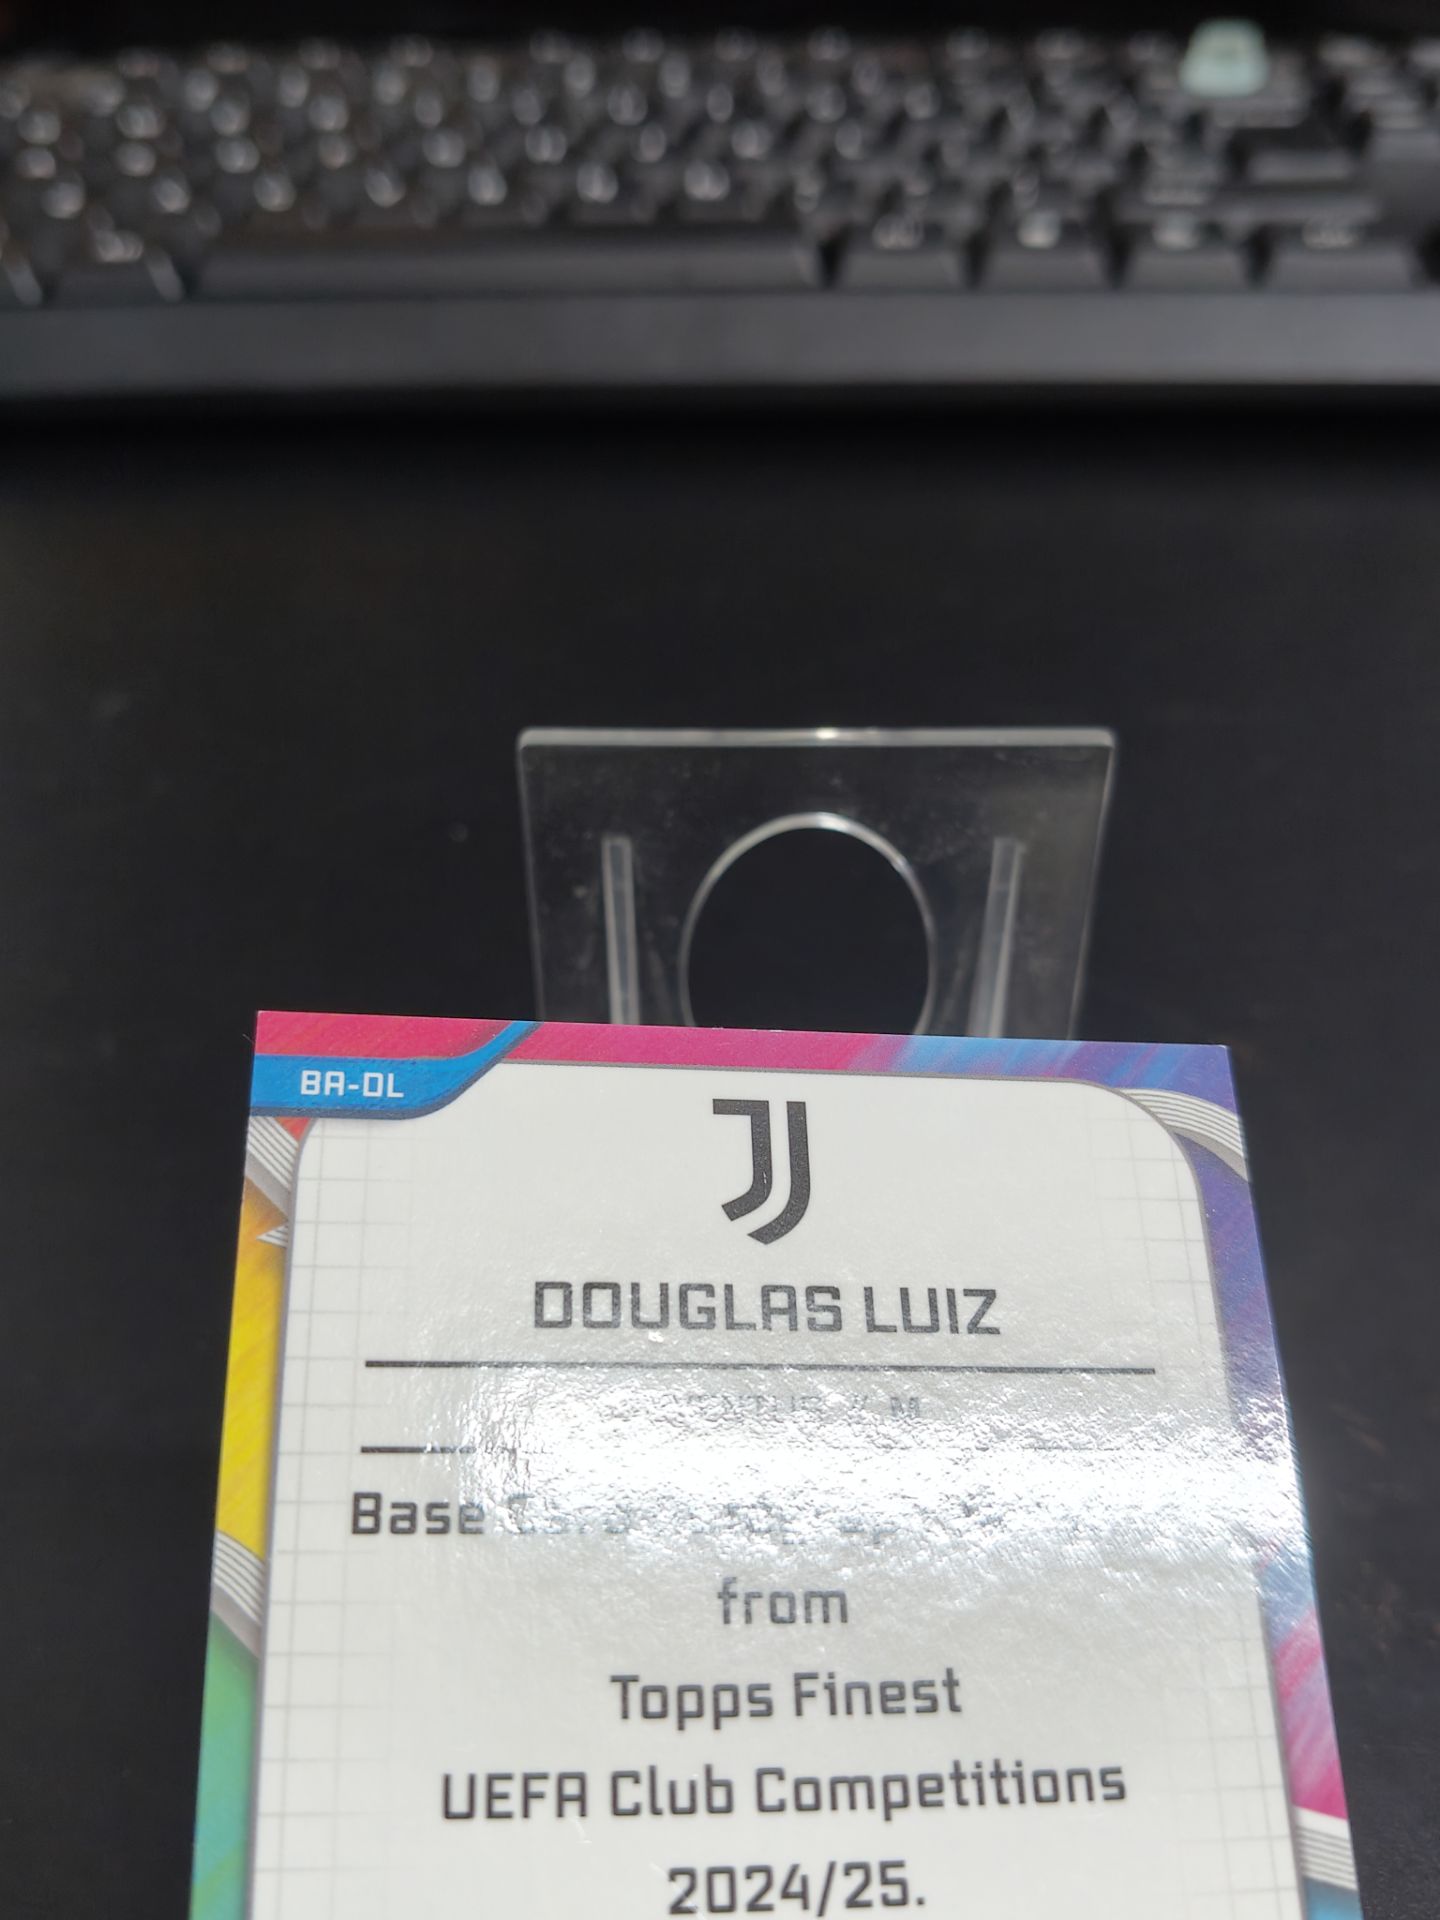 BA-DL
DOUGLAS LUIZ
Base
from
Topps Finest
UEFA Club Competitions
2024/25.